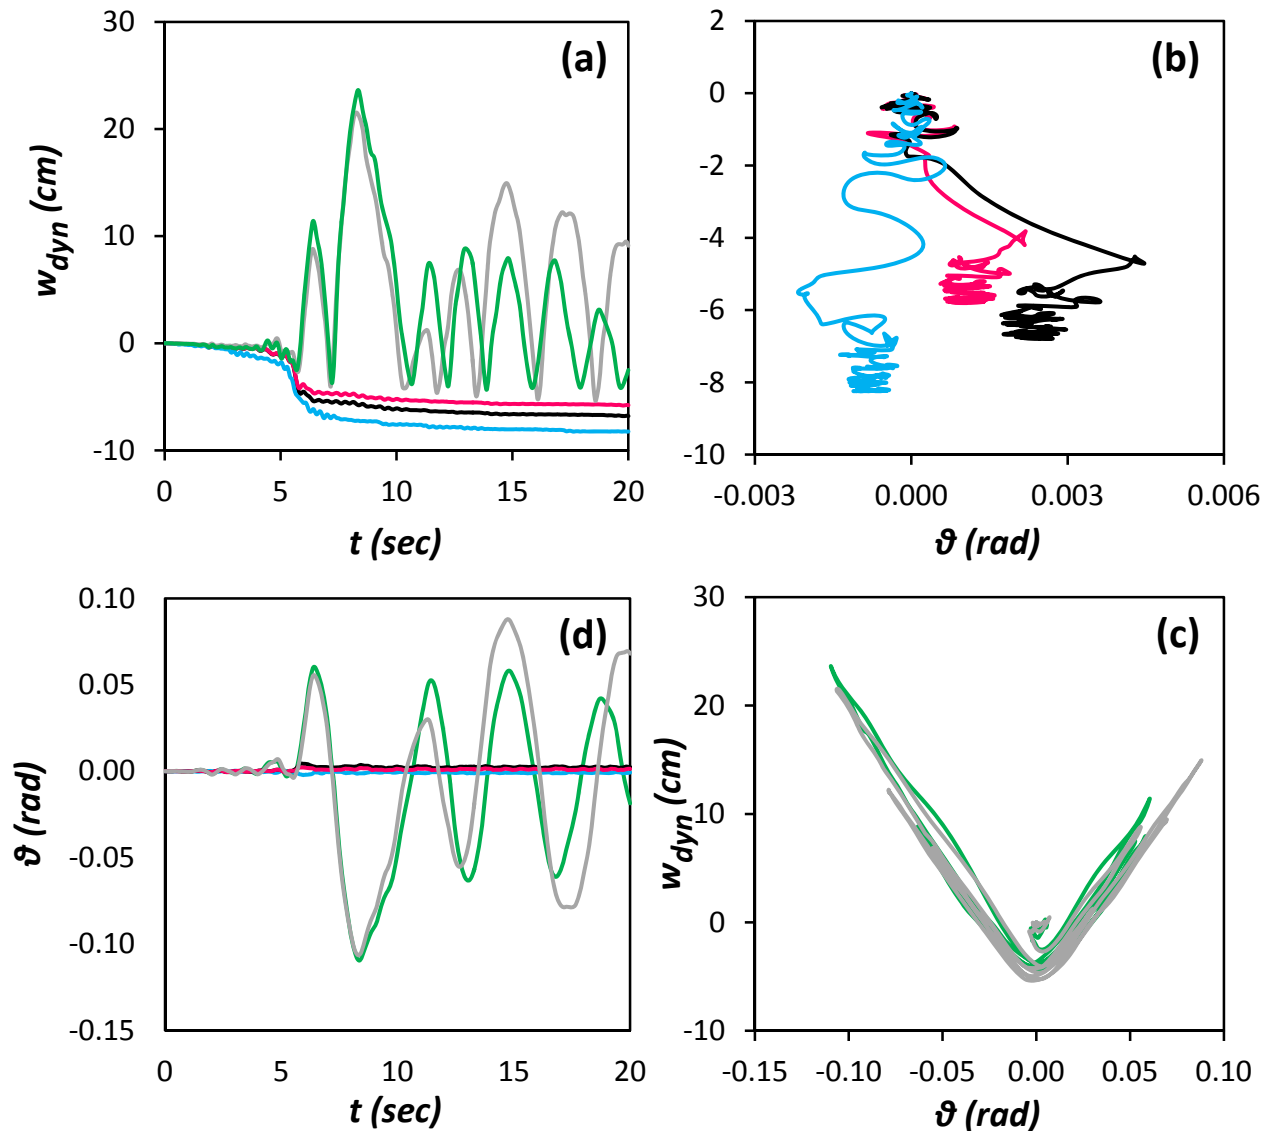 (a)
30
20
10
0
-10
w_dyn (cm)
0 5 10 15 20
t (sec)
(b)
2
0
-2
-4
-6
-8
-10
-0.003 0.000 0.003 0.006
ϑ (rad)
(d)
0.10
0.05
0.00
-0.05
-0.10
-0.15
ϑ (rad)
0 5 10 15 20
t (sec)
(c)
30
20
10
0
-10
w_dyn (cm)
-0.15 -0.10 -0.05 0.00 0.05 0.10
ϑ (rad)